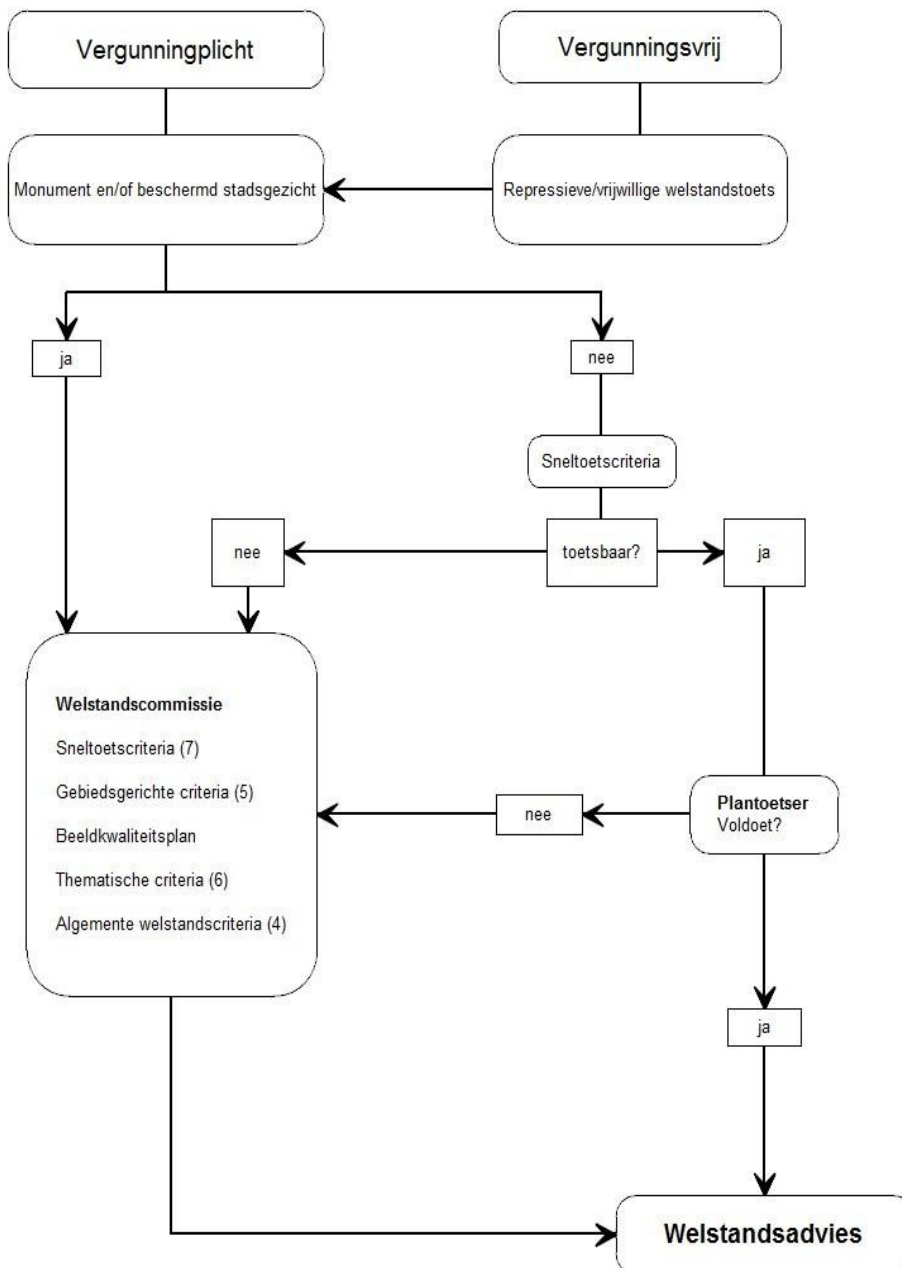 Vergunningplicht
Vergunningsvrij
Monument en/of beschermd stadsgezicht
Repressieve/vrijwillige welstandstoets
ja
nee
Sneltoetscriteria
nee
toetsbaar?
ja
Welstandscommissie
Sneltoetscriteria (7)
Gebiedsgerichte criteria (5)
Beeldkwaliteitsplan
Thematische criteria (6)
Algemente welstandscriteria (4)
nee
Plantoetser
Voldoet?
ja
Welstandsadvies